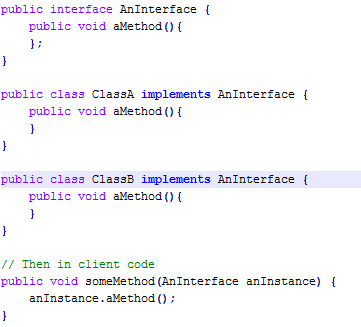 public interface AnInterface {
    public void aMethod(){
    };
}

public class ClassA implements AnInterface {
    public void aMethod(){
    }
}

public class ClassB implements AnInterface {
    public void aMethod(){
    }
}

// Then in client code
public void someMethod(AnInterface anInstance) {
    anInstance.aMethod();
}